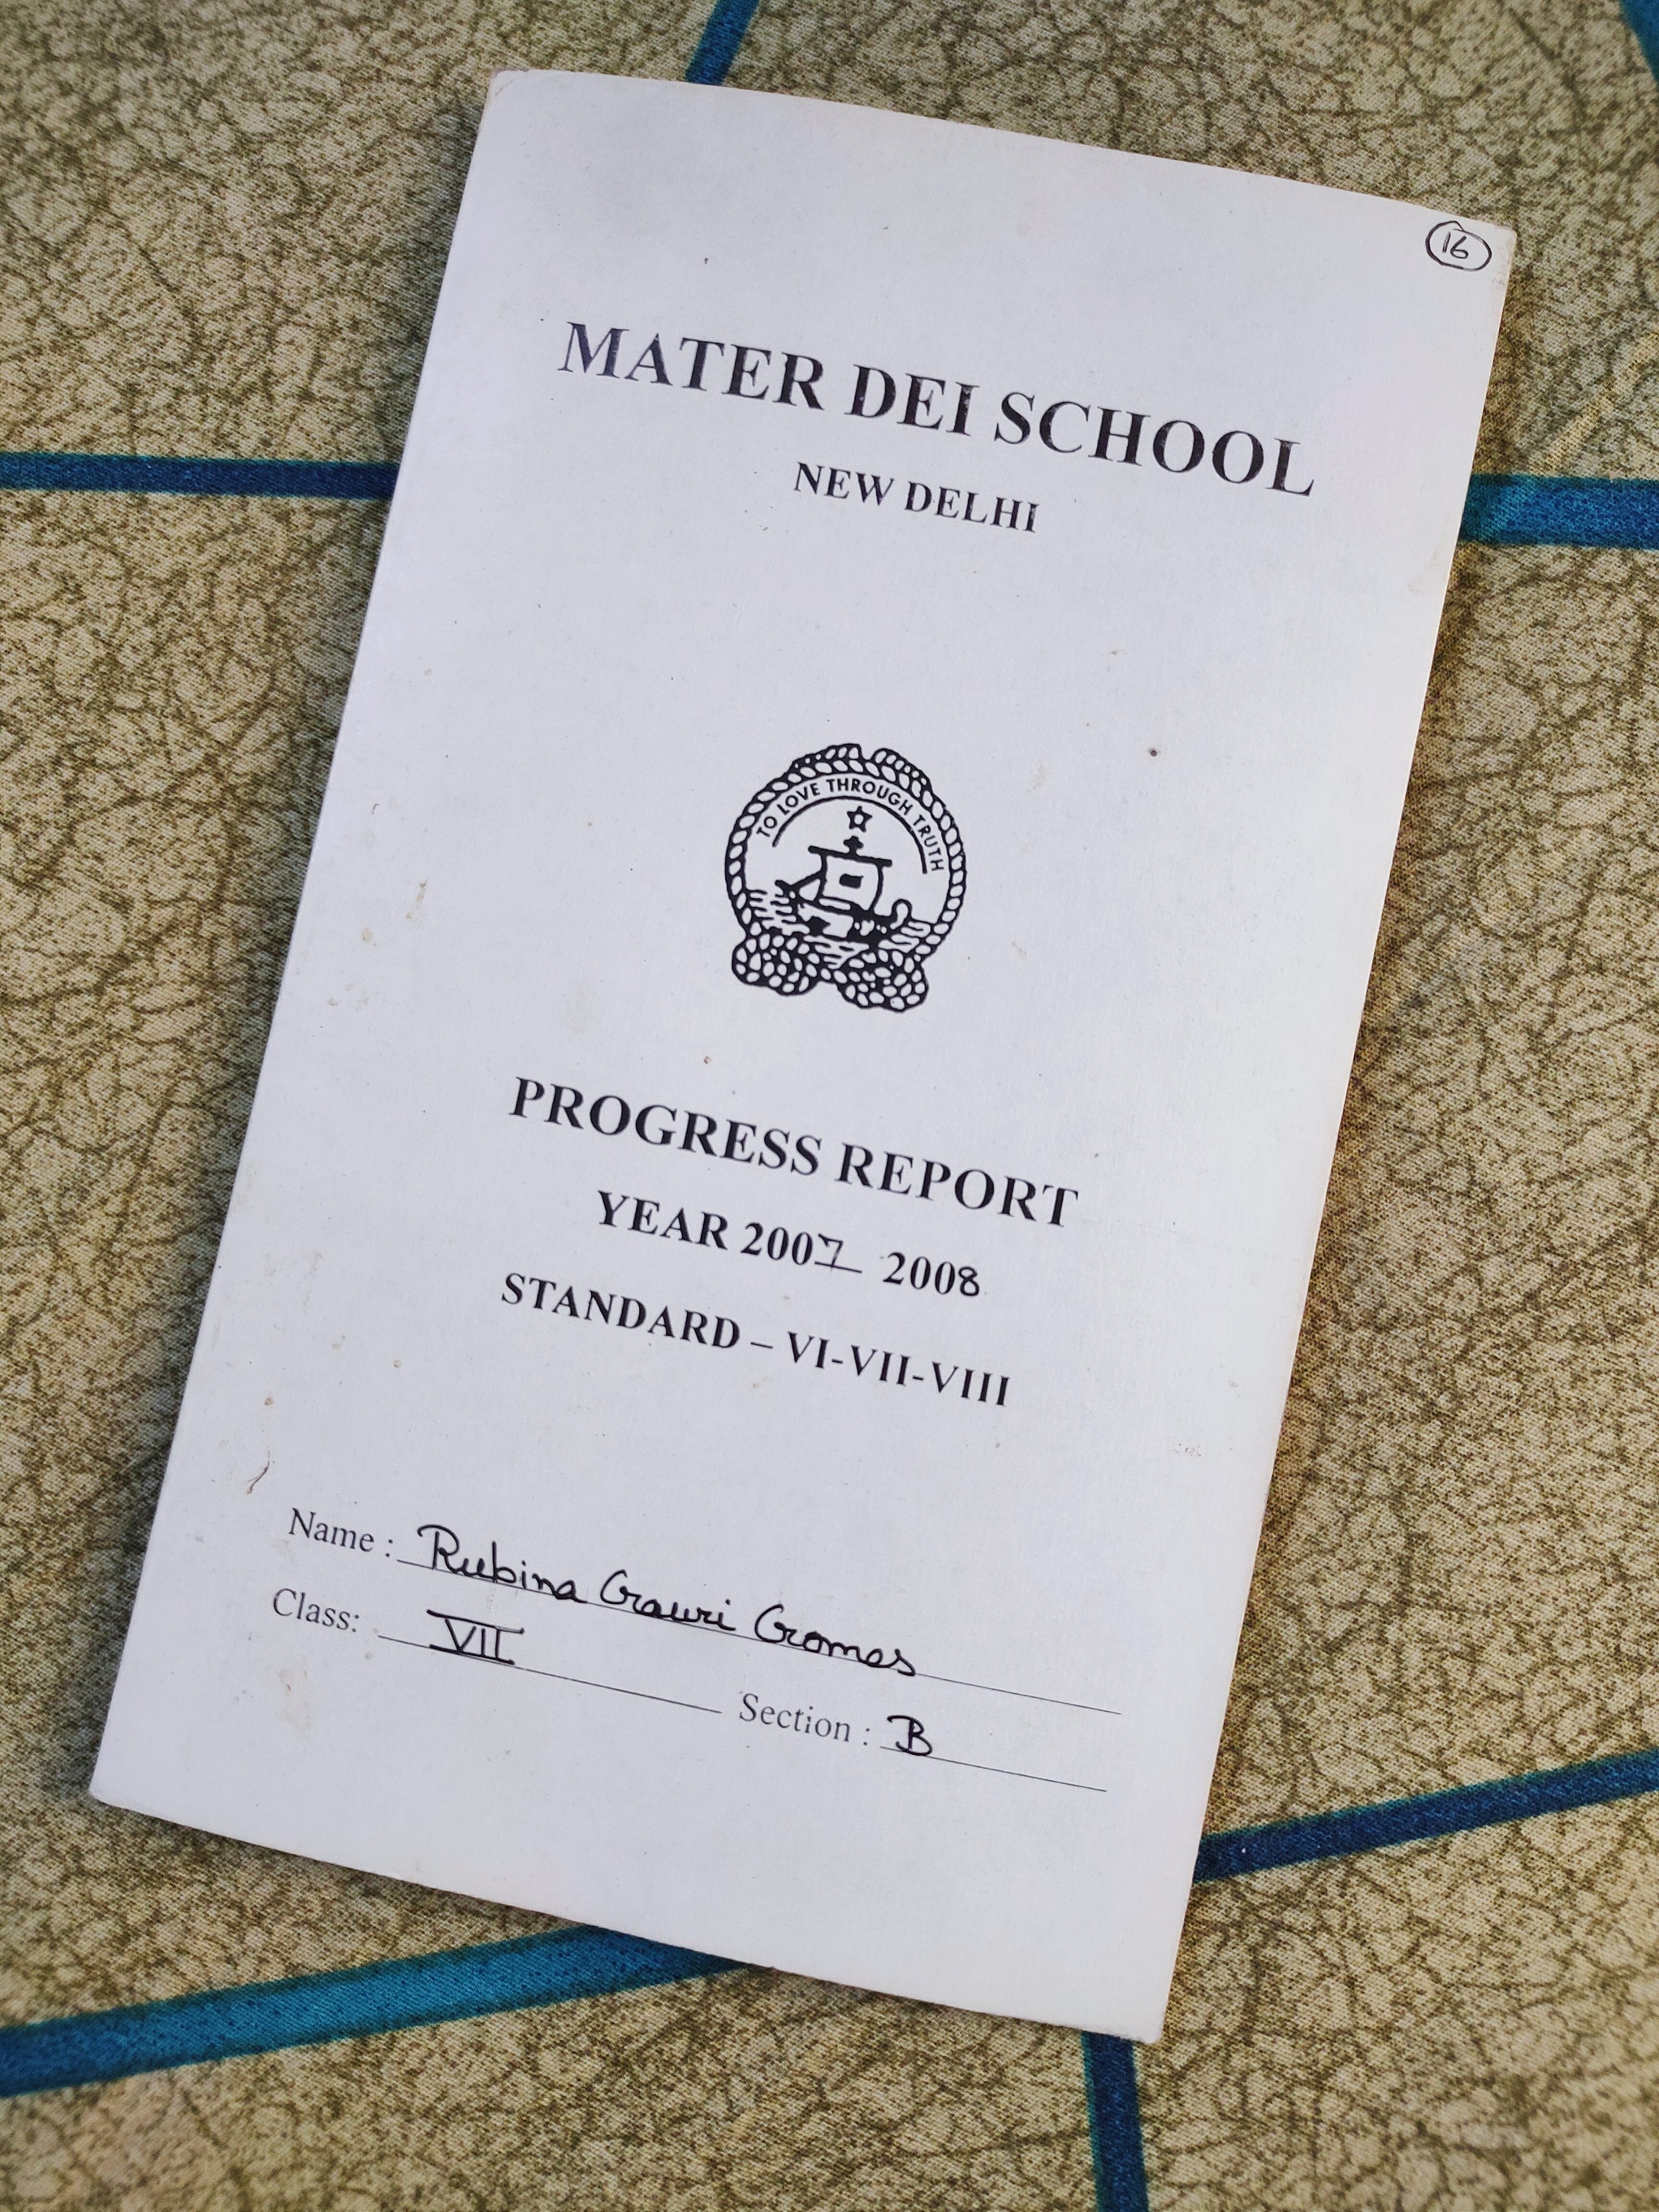 16
MATER DEI SCHOOL
NEW DELHI
TO LOVE THROUGH TRUTH
PROGRESS REPORT
YEAR 2007 2008
STANDARD – VI-VII-VIII
Name : Rubina Gauri Gomes
Class: VII Section : B